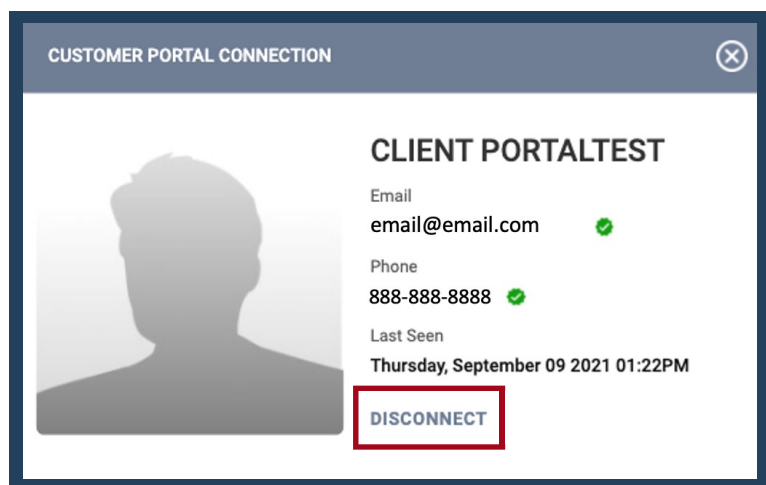 CUSTOMER PORTAL CONNECTION
CLIENT PORTALTEST
Email
email@email.com
Phone
888-888-8888
Last Seen
Thursday, September 09 2021 01:22PM
DISCONNECT